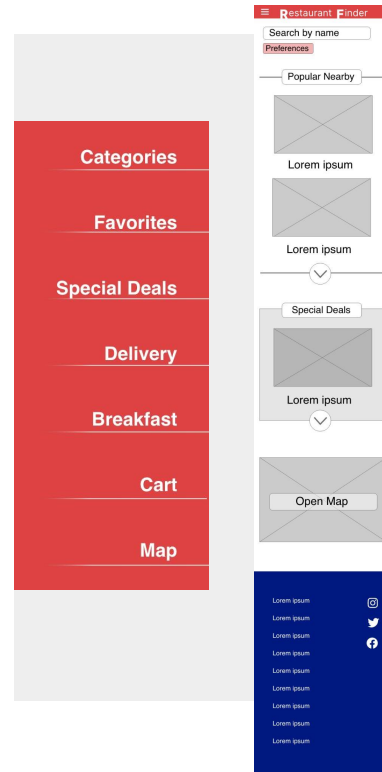 Categories
Favorites
Special Deals
Delivery
Breakfast
Cart
Map
Restaurant Finder
Search by name
Preferences
Popular Nearby
Lorem ipsum
Lorem ipsum
Special Deals
Lorem ipsum
Open Map
Lorem ipsum
Lorem ipsum
Lorem ipsum
Lorem ipsum
Lorem ipsum
Lorem ipsum
Lorem ipsum
Lorem ipsum
Lorem ipsum